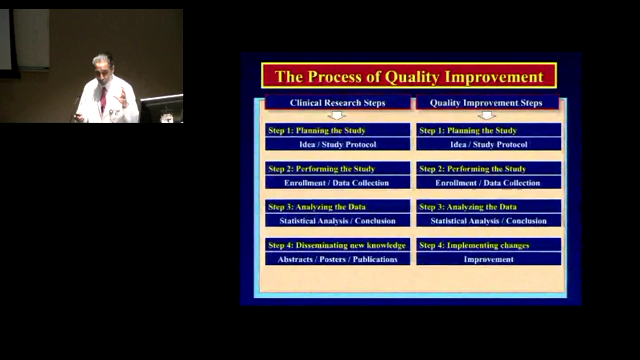 The Process of Quality Improvement
Clinical Research Steps
Quality Improvement Steps
Step 1: Planning the Study
Idea / Study Protocol
Step 1: Planning the Study
Idea / Study Protocol
Step 2: Performing the Study
Enrollment / Data Collection
Step 2: Performing the Study
Enrollment / Data Collection
Step 3: Analyzing the Data
Statistical Analysis / Conclusion
Step 3: Analyzing the Data
Statistical Analysis / Conclusion
Step 4: Disseminating new knowledge
Abstracts / Posters / Publications
Step 4: Implementing changes
Improvement